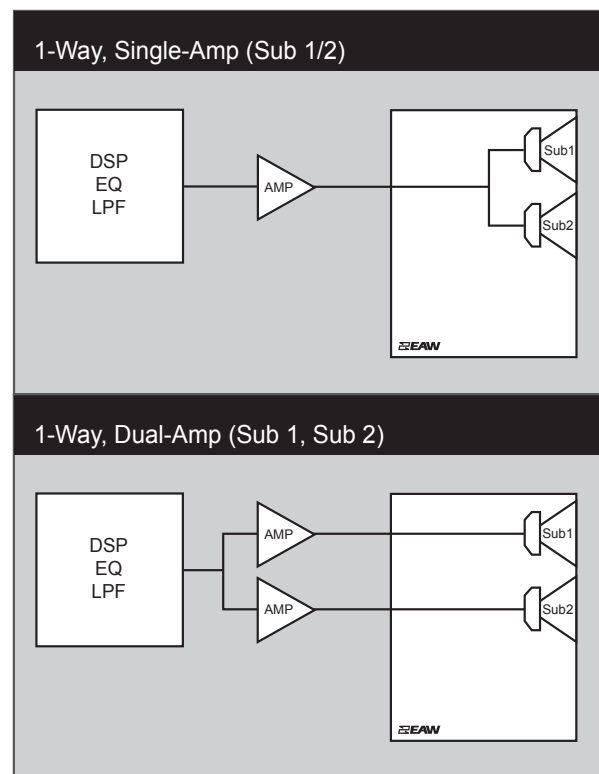 1-Way, Single-Amp (Sub 1/2)
DSP
EQ
LPF
AMP
Sub1
Sub2
EAW
1-Way, Dual-Amp (Sub 1, Sub 2)
DSP
EQ
LPF
AMP
Sub1
AMP
Sub2
EAW